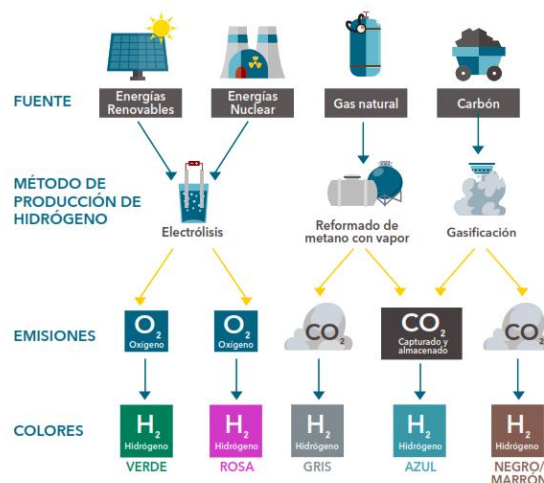 FUENTE
Energías
Renovables
Energías
Nuclear
Gas natural
Carbón
MÉTODO DE
PRODUCCIÓN DE
HIDRÓGENO
Electrólisis
Reformado de
metano con vapor
Gasificación
EMISIONES
O2
Oxígeno
O2
Oxígeno
CO2
CO2
Capturado y
almacenado
CO2
COLORES
H2
Hidrógeno
VERDE
H2
Hidrógeno
ROSA
H2
Hidrógeno
GRIS
H2
Hidrógeno
AZUL
H2
Hidrógeno
NEGRO/
MARRÓN